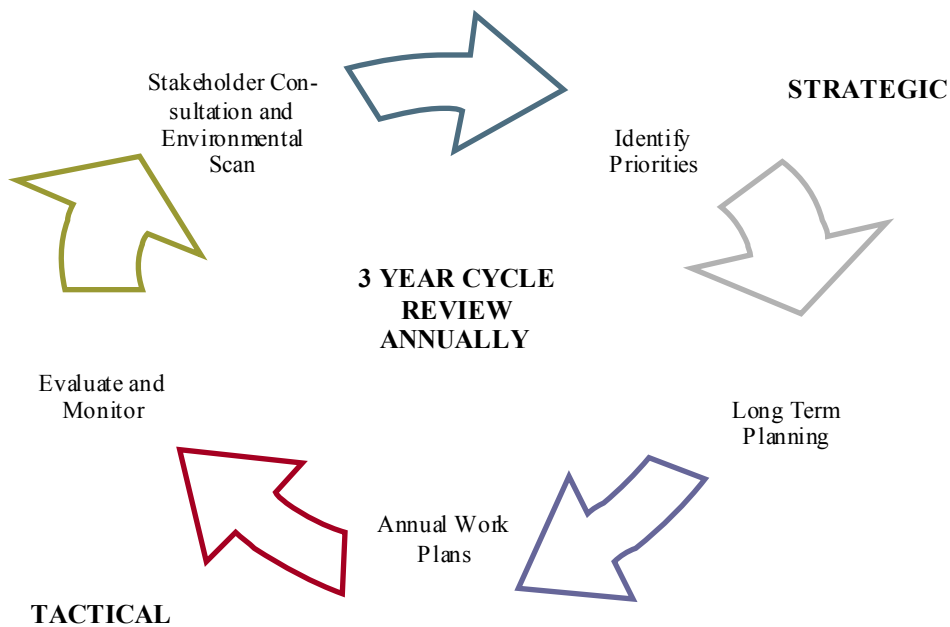 Stakeholder Con-
sultation and
Environmental
Scan
STRATEGIC
Identify
Priorities
3 YEAR CYCLE
REVIEW
ANNUALLY
Evaluate and
Monitor
Long Term
Planning
Annual Work
Plans
TACTICAL